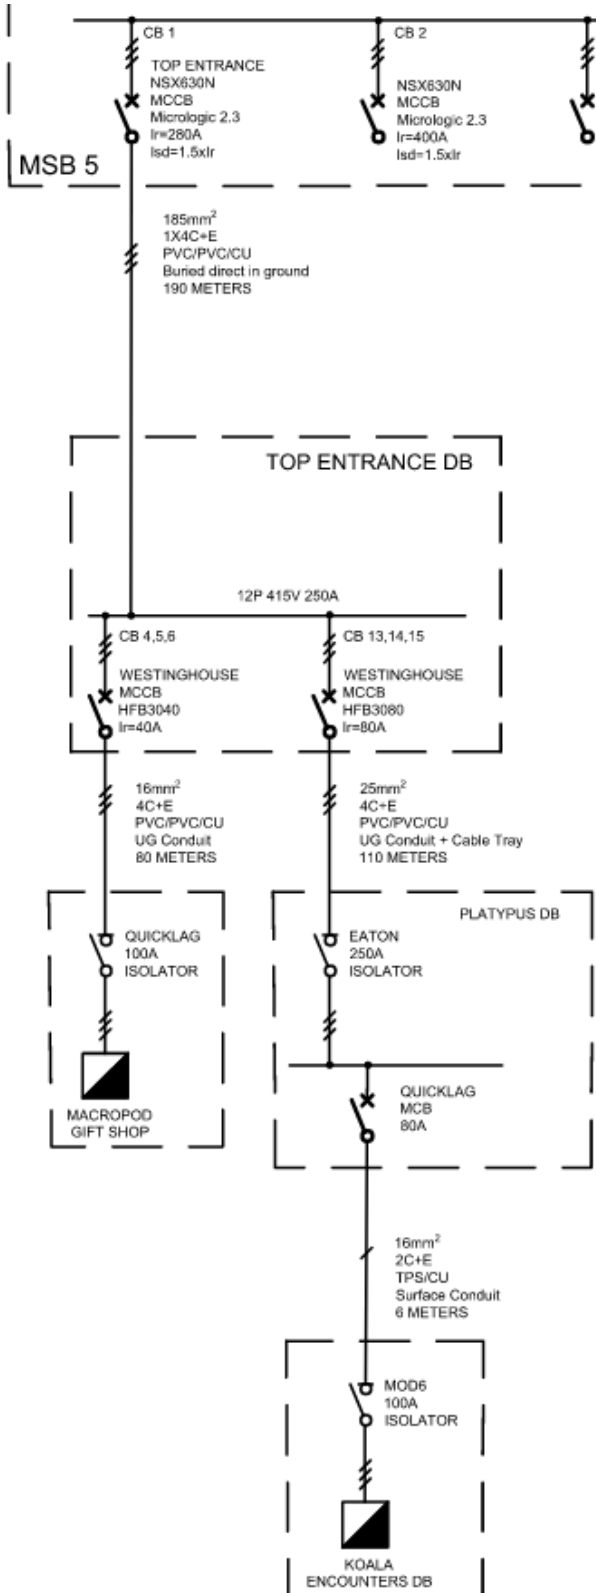 CB 1
TOP ENTRANCE
NSX630N
MCCB
Micrologic 2.3
Ir=280A
Isd=1.5xIr
CB 2
NSX630N
MCCB
Micrologic 2.3
Ir=400A
Isd=1.5xIr
MSB 5
185mm²
1X4C+E
PVC/PVC/CU
Buried direct in ground
190 METERS
TOP ENTRANCE DB
12P 415V 250A
CB 4,5,6
WESTINGHOUSE
MCCB
HFB3040
Ir=40A
CB 13,14,15
WESTINGHOUSE
MCCB
HFB3080
Ir=80A
16mm²
4C+E
PVC/PVC/CU
UG Conduit
80 METERS
25mm²
4C+E
PVC/PVC/CU
UG Conduit + Cable Tray
110 METERS
QUICKLAG
100A
ISOLATOR
MACROPOD
GIFT SHOP
PLATYPUS DB
EATON
250A
ISOLATOR
QUICKLAG
MCB
80A
16mm²
2C+E
TPS/CU
Surface Conduit
6 METERS
MOD6
100A
ISOLATOR
KOALA
ENCOUNTERS DB